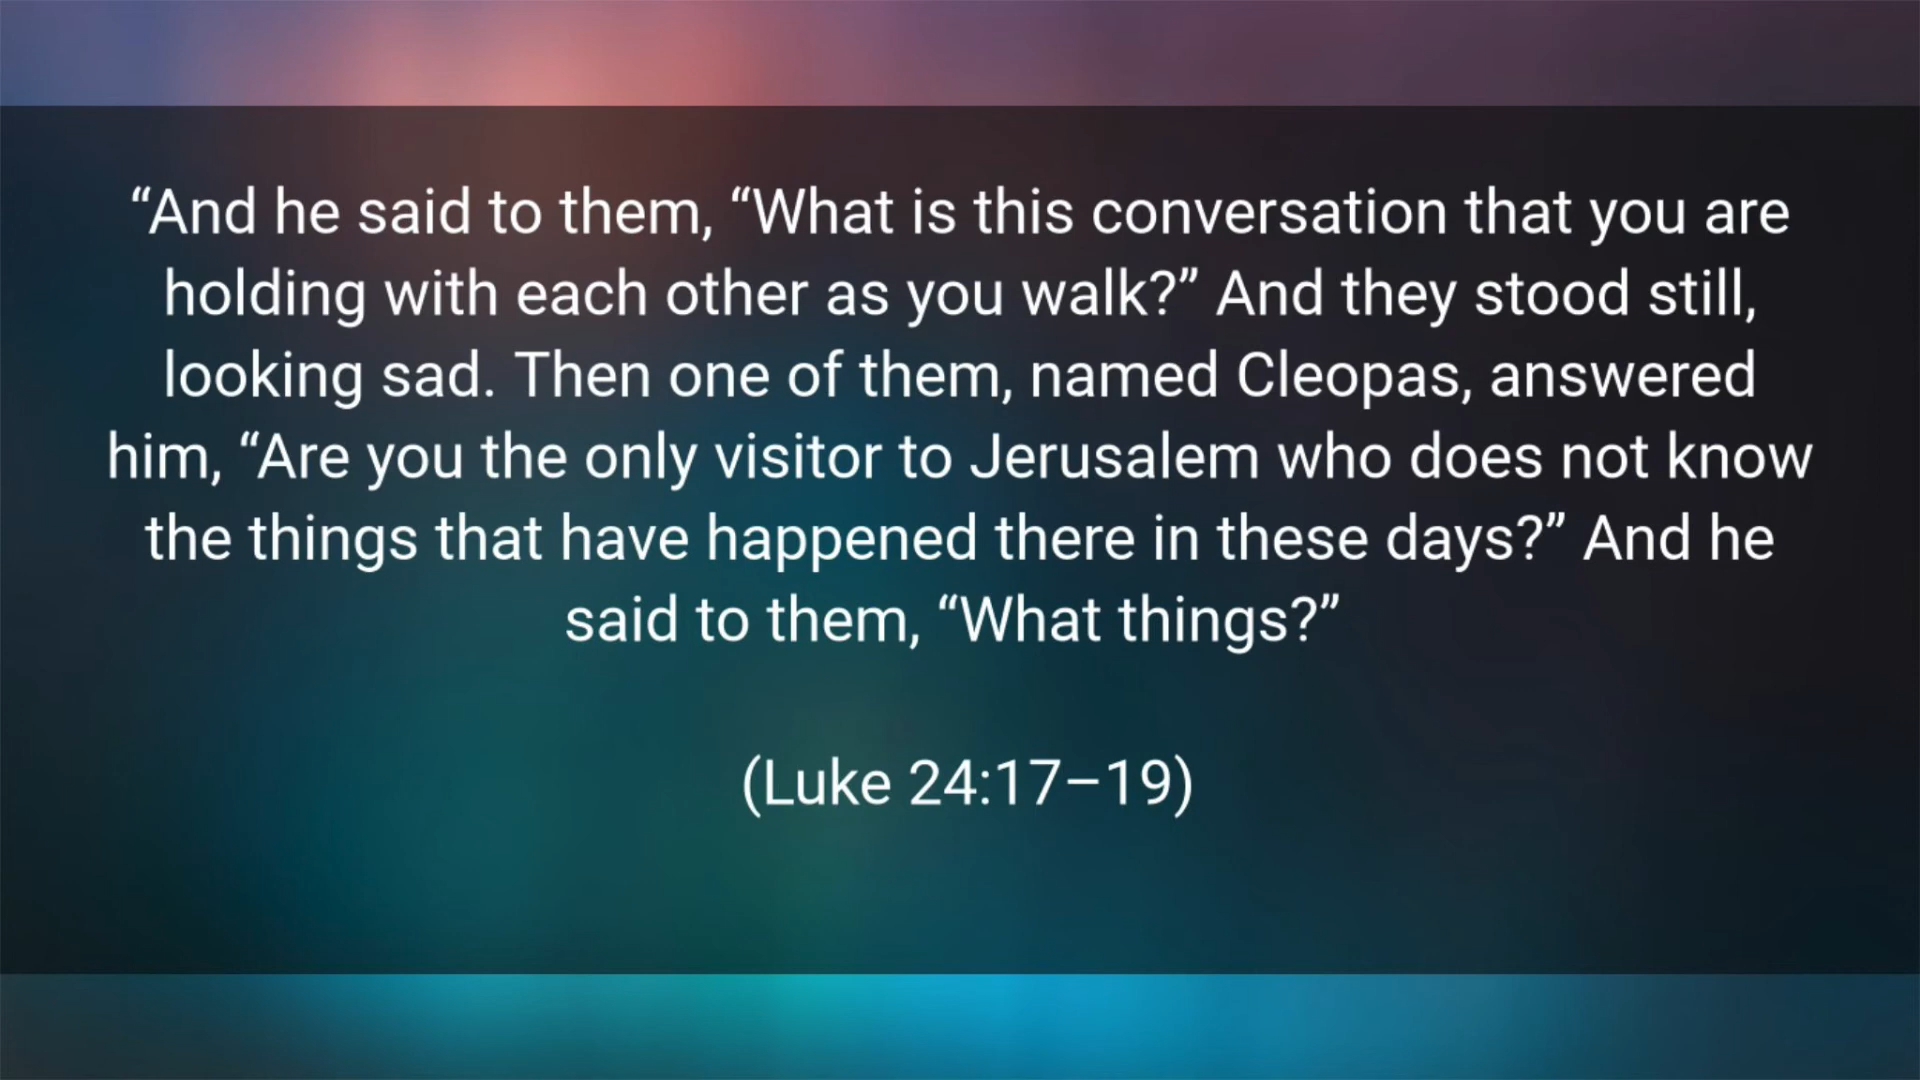 “And he said to them, “What is this conversation that you are
holding with each other as you walk?” And they stood still,
looking sad. Then one of them, named Cleopas, answered
him, “Are you the only visitor to Jerusalem who does not know
the things that have happened there in these days?” And he
said to them, “What things?”
(Luke 24:17–19)